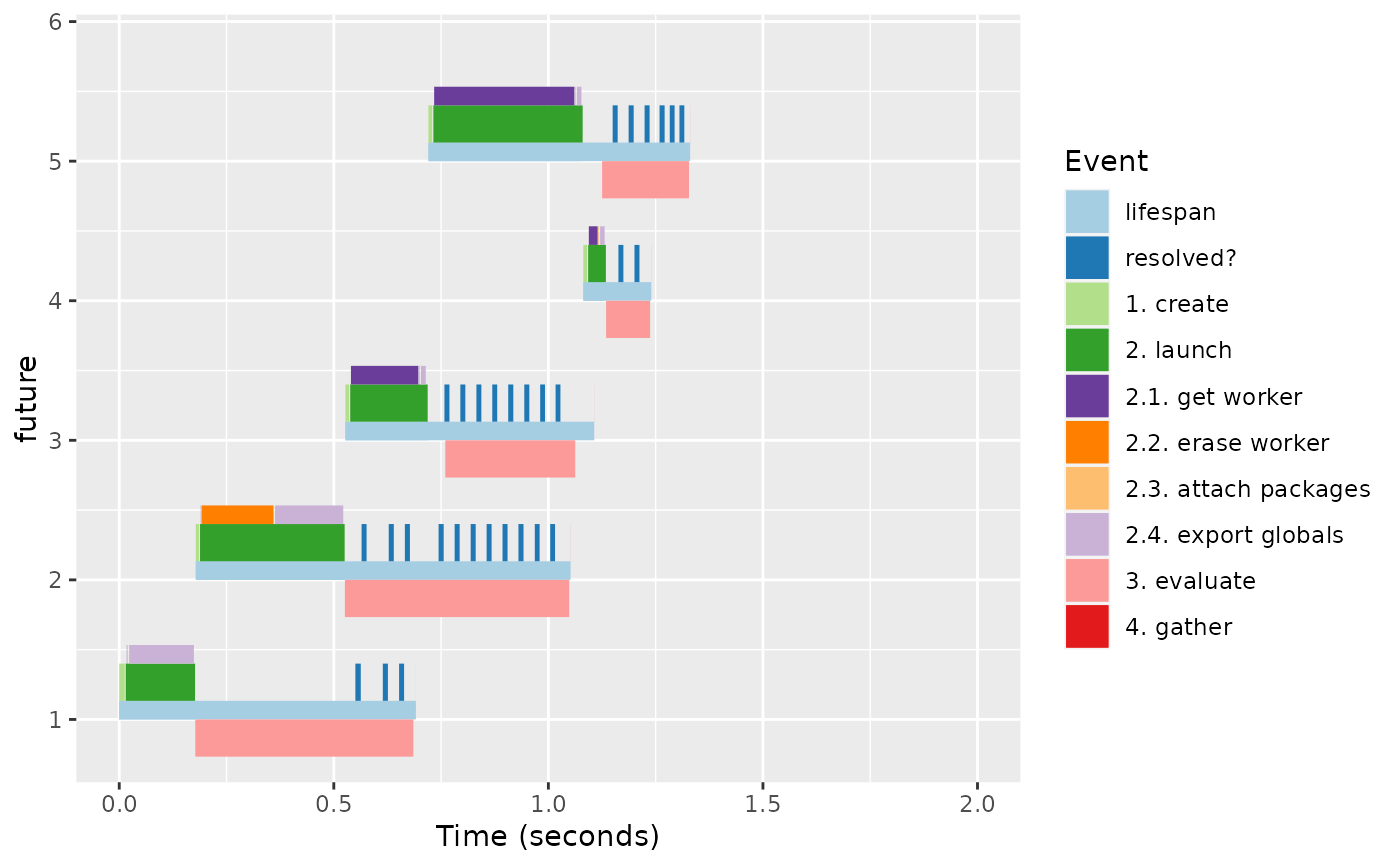 6
5
4
3
2
1
future
0.0
0.5
1.0
1.5
2.0
Time (seconds)
Event
lifespan
resolved?
1. create
2. launch
2.1. get worker
2.2. erase worker
2.3. attach packages
2.4. export globals
3. evaluate
4. gather